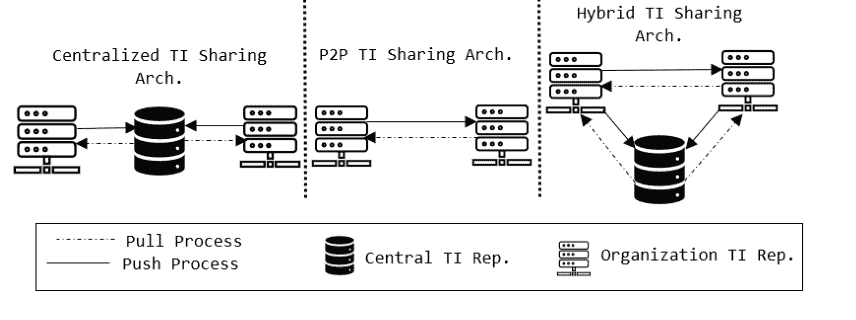 Centralized TI Sharing
Arch.
P2P TI Sharing Arch.
Hybrid TI Sharing
Arch.
Pull Process
Push Process
Central TI Rep.
Organization TI Rep.